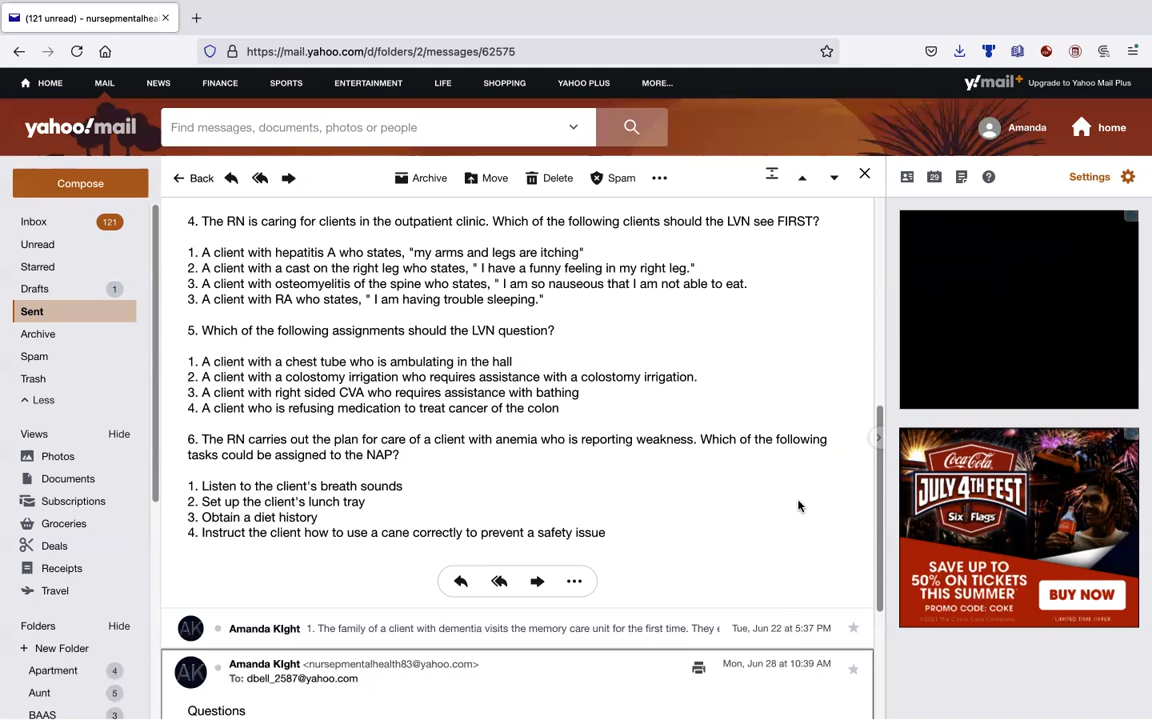 (121 unread) - nursepmentalhea
https://mail.yahoo.com/d/folders/2/messages/62575
HOME MAIL NEWS FINANCE SPORTS ENTERTAINMENT LIFE SHOPPING YAHOO PLUS MORE... y!mail+ Upgrade to Yahoo Mail Plus
yahoo!mail Find messages, documents, photos or people Amanda home
Compose
Back Archive Move Delete Spam 29 Settings
Inbox 121
Unread
Starred
Drafts 1
Sent
Archive
Spam
Trash
Less
Views Hide
Photos
Documents
Subscriptions
Groceries
Deals
Receipts
Travel
Folders Hide
New Folder
Apartment 4
Aunt 5
BAAS 3
4. The RN is caring for clients in the outpatient clinic. Which of the following clients should the LVN see FIRST?
1. A client with hepatitis A who states, "my arms and legs are itching"
2. A client with a cast on the right leg who states, " I have a funny feeling in my right leg."
3. A client with osteomyelitis of the spine who states, " I am so nauseous that I am not able to eat.
3. A client with RA who states, " I am having trouble sleeping."
5. Which of the following assignments should the LVN question?
1. A client with a chest tube who is ambulating in the hall
2. A client with a colostomy irrigation who requires assistance with a colostomy irrigation.
3. A client with right sided CVA who requires assistance with bathing
4. A client who is refusing medication to treat cancer of the colon
6. The RN carries out the plan for care of a client with anemia who is reporting weakness. Which of the following
tasks could be assigned to the NAP?
1. Listen to the client's breath sounds
2. Set up the client's lunch tray
3. Obtain a diet history
4. Instruct the client how to use a cane correctly to prevent a safety issue
AK Amanda KIght 1. The family of a client with dementia visits the memory care unit for the first time. They e Tue, Jun 22 at 5:37 PM
AK Amanda KIght <nursepmentalhealth83@yahoo.com> Mon, Jun 28 at 10:39 AM
To: dbell_2587@yahoo.com
Questions
Coca-Cola
JULY 4TH FEST
Six Flags
SAVE UP TO
50% ON TICKETS
THIS SUMMER
PROMO CODE: COKE
BUY NOW